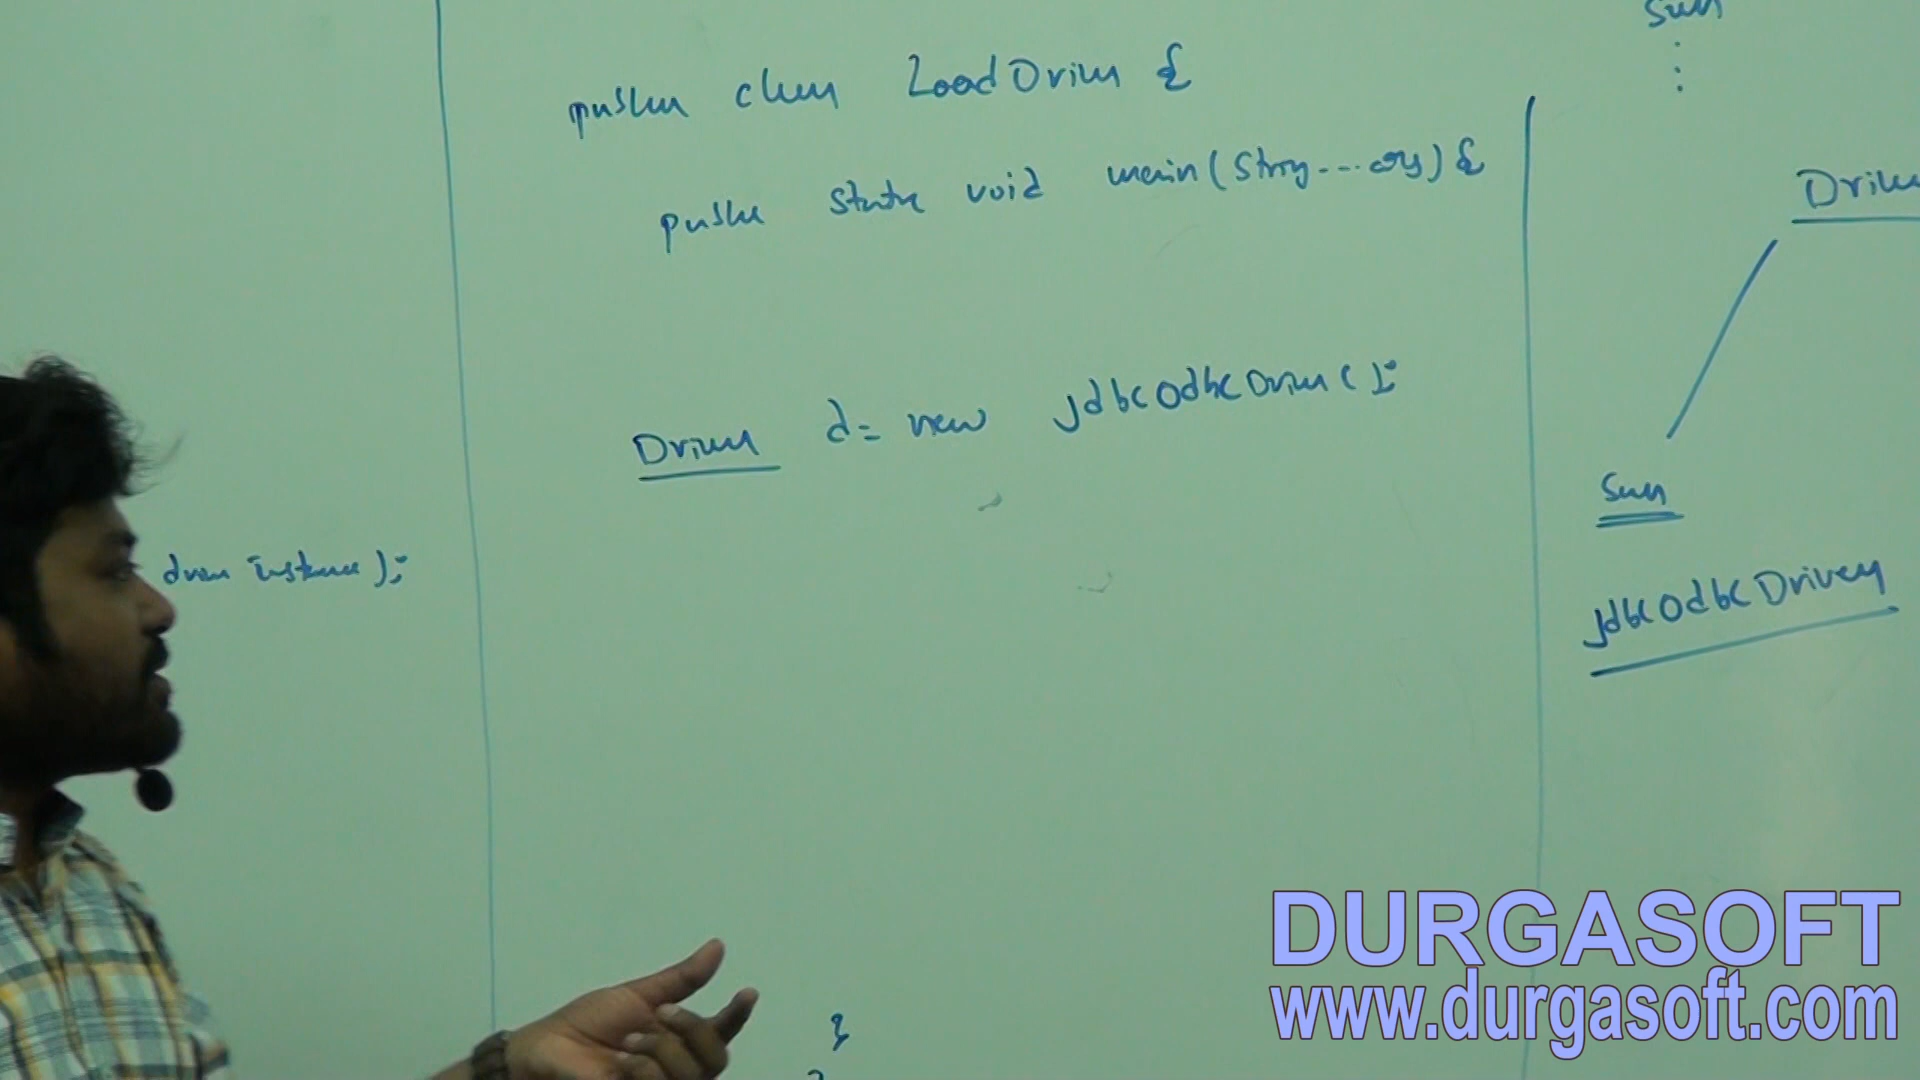 public class LoadDriver {
public static void main(String...args) {
Driver d= new JdbcOdbcDriver();
driver instance);
}
Sun
Driver
Sun
JdbcOdbcDriver
DURGASOFT
www.durgasoft.com